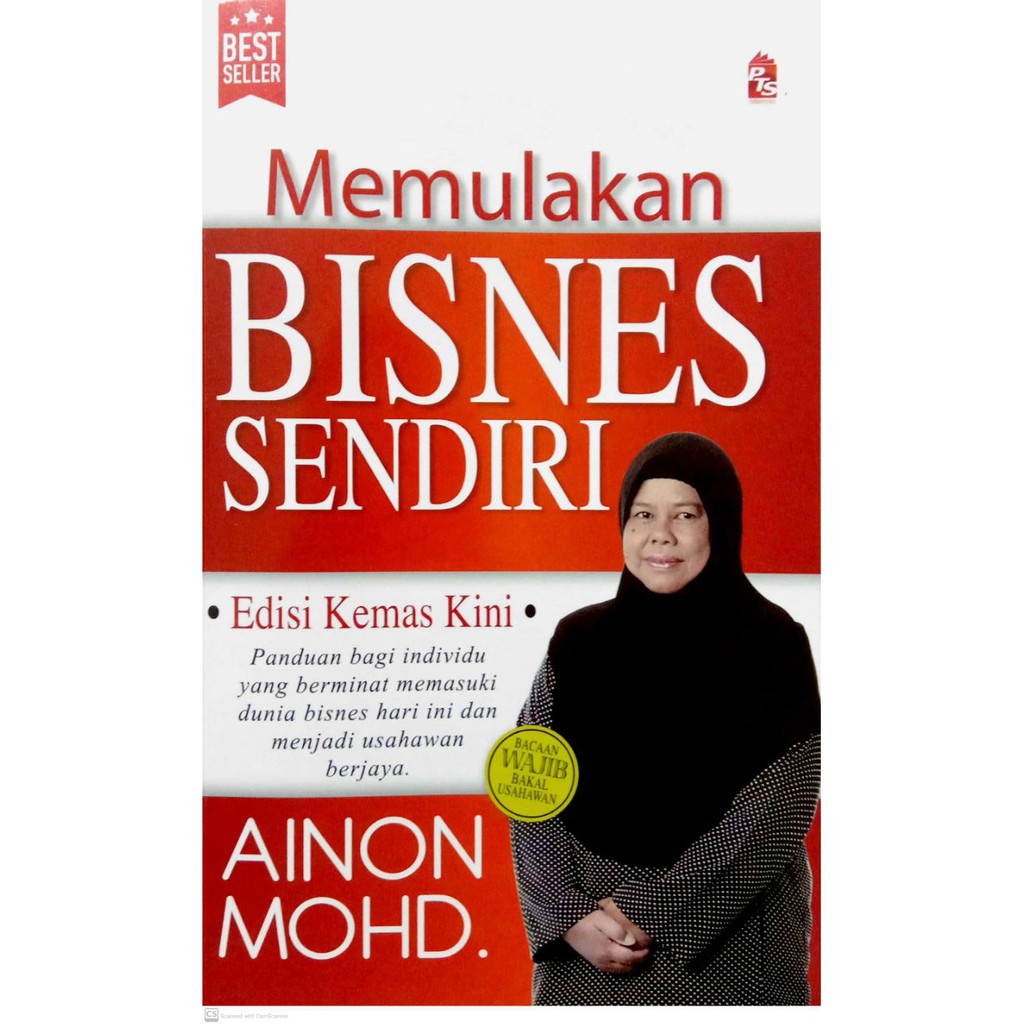 BEST
SELLER
PTS
Memulakan
BISNES
SENDIRI
• Edisi Kemas Kini •
Panduan bagi individu
yang berminat memasuki
dunia bisnes hari ini dan
menjadi usahawan
berjaya.
BACAAN
WAJIB
BAKAL
USAHAWAN
AINON
MOHD.
CS Scanned with CamScanner